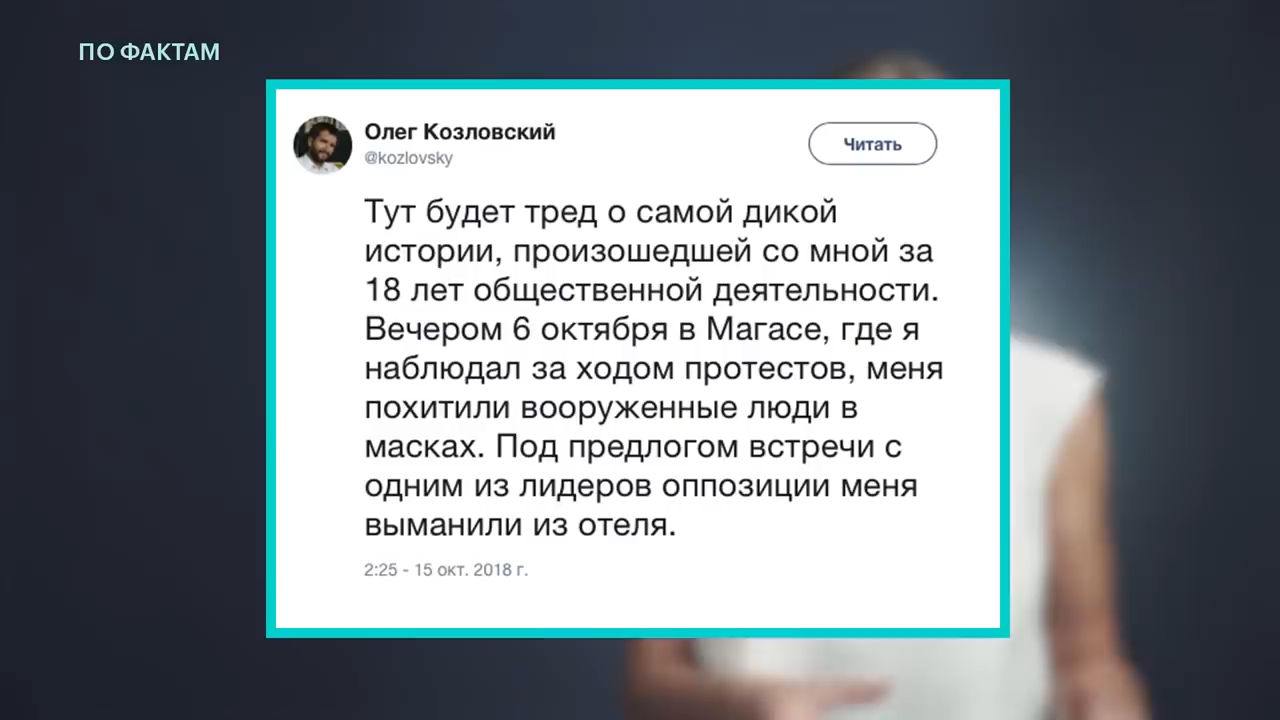 ПО ФАКТАМ
Олег Козловский
@kozlovsky
Читать
Тут будет тред о самой дикой
истории, произошедшей со мной за
18 лет общественной деятельности.
Вечером 6 октября в Магасе, где я
наблюдал за ходом протестов, меня
похитили вооруженные люди в
масках. Под предлогом встречи с
одним из лидеров оппозиции меня
выманили из отеля.
2:25 - 15 окт. 2018 г.